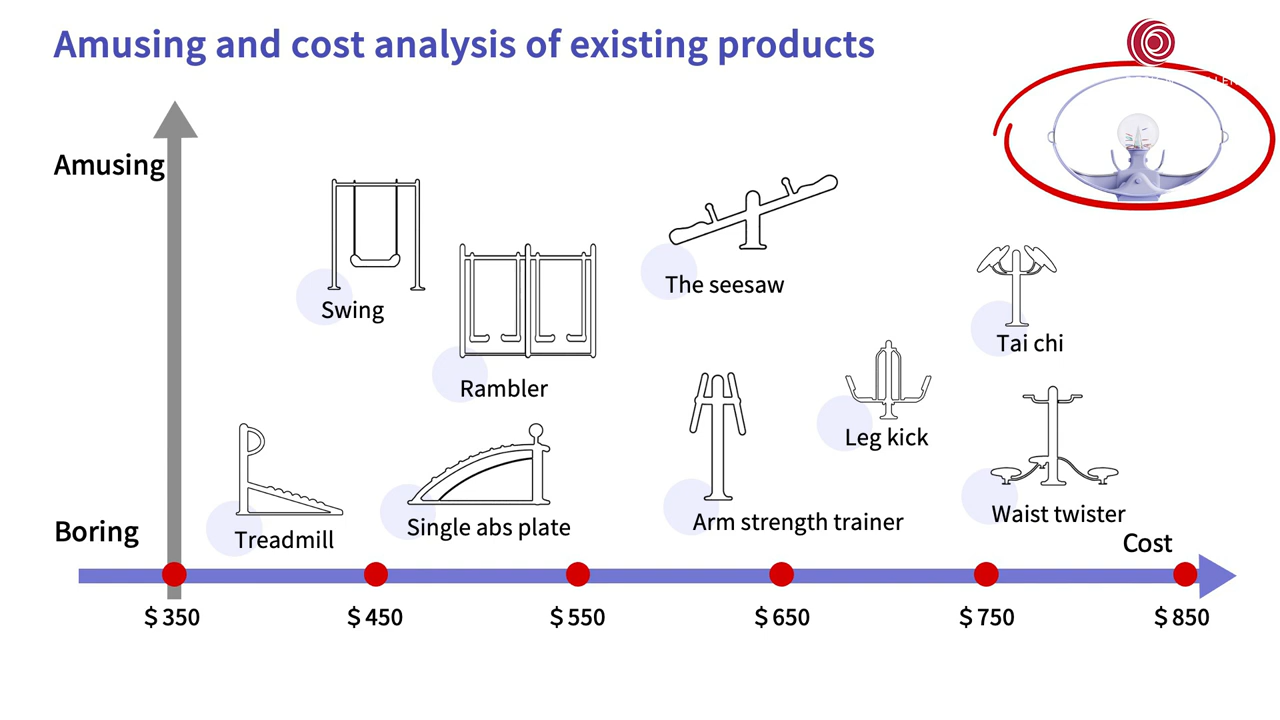 Amusing and cost analysis of existing products
Amusing
Swing
The seesaw
Tai chi
Rambler
Leg kick
Waist twister
Arm strength trainer
Single abs plate
Treadmill
Boring
Cost
$350
$450
$550
$650
$750
$850